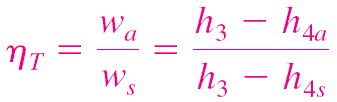 η_T = w_a / w_s = (h_3 − h_4a) / (h_3 − h_4s)